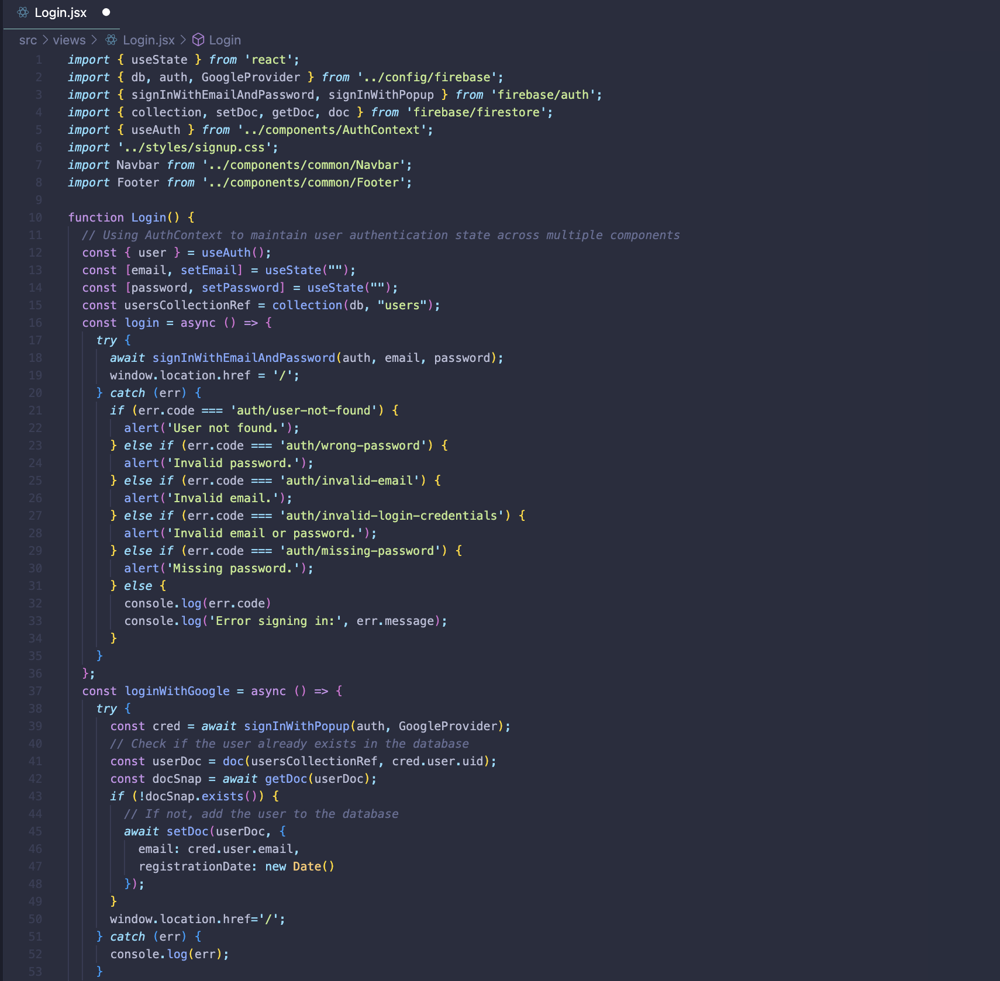 Login.jsx
src > views > Login.jsx > Login
1 import { useState } from 'react';
2 import { db, auth, GoogleProvider } from '../config/firebase';
3 import { signInWithEmailAndPassword, signInWithPopup } from 'firebase/auth';
4 import { collection, setDoc, getDoc, doc } from 'firebase/firestore';
5 import { useAuth } from '../components/AuthContext';
6 import '../styles/signup.css';
7 import Navbar from '../components/common/Navbar';
8 import Footer from '../components/common/Footer';
9
10 function Login() {
11   // Using AuthContext to maintain user authentication state across multiple components
12   const { user } = useAuth();
13   const [email, setEmail] = useState("");
14   const [password, setPassword] = useState("");
15   const usersCollectionRef = collection(db, "users");
16   const login = async () => {
17     try {
18       await signInWithEmailAndPassword(auth, email, password);
19       window.location.href = '/';
20     } catch (err) {
21       if (err.code === 'auth/user-not-found') {
22         alert('User not found.');
23       } else if (err.code === 'auth/wrong-password') {
24         alert('Invalid password.');
25       } else if (err.code === 'auth/invalid-email') {
26         alert('Invalid email.');
27       } else if (err.code === 'auth/invalid-login-credentials') {
28         alert('Invalid email or password.');
29       } else if (err.code === 'auth/missing-password') {
30         alert('Missing password.');
31       } else {
32         console.log(err.code)
33         console.log('Error signing in:', err.message);
34       }
35     }
36   };
37   const loginWithGoogle = async () => {
38     try {
39       const cred = await signInWithPopup(auth, GoogleProvider);
40       // Check if the user already exists in the database
41       const userDoc = doc(usersCollectionRef, cred.user.uid);
42       const docSnap = await getDoc(userDoc);
43       if (!docSnap.exists()) {
44         // If not, add the user to the database
45         await setDoc(userDoc, {
46           email: cred.user.email,
47           registrationDate: new Date()
48         });
49       }
50       window.location.href='/';
51     } catch (err) {
52       console.log(err);
53     }